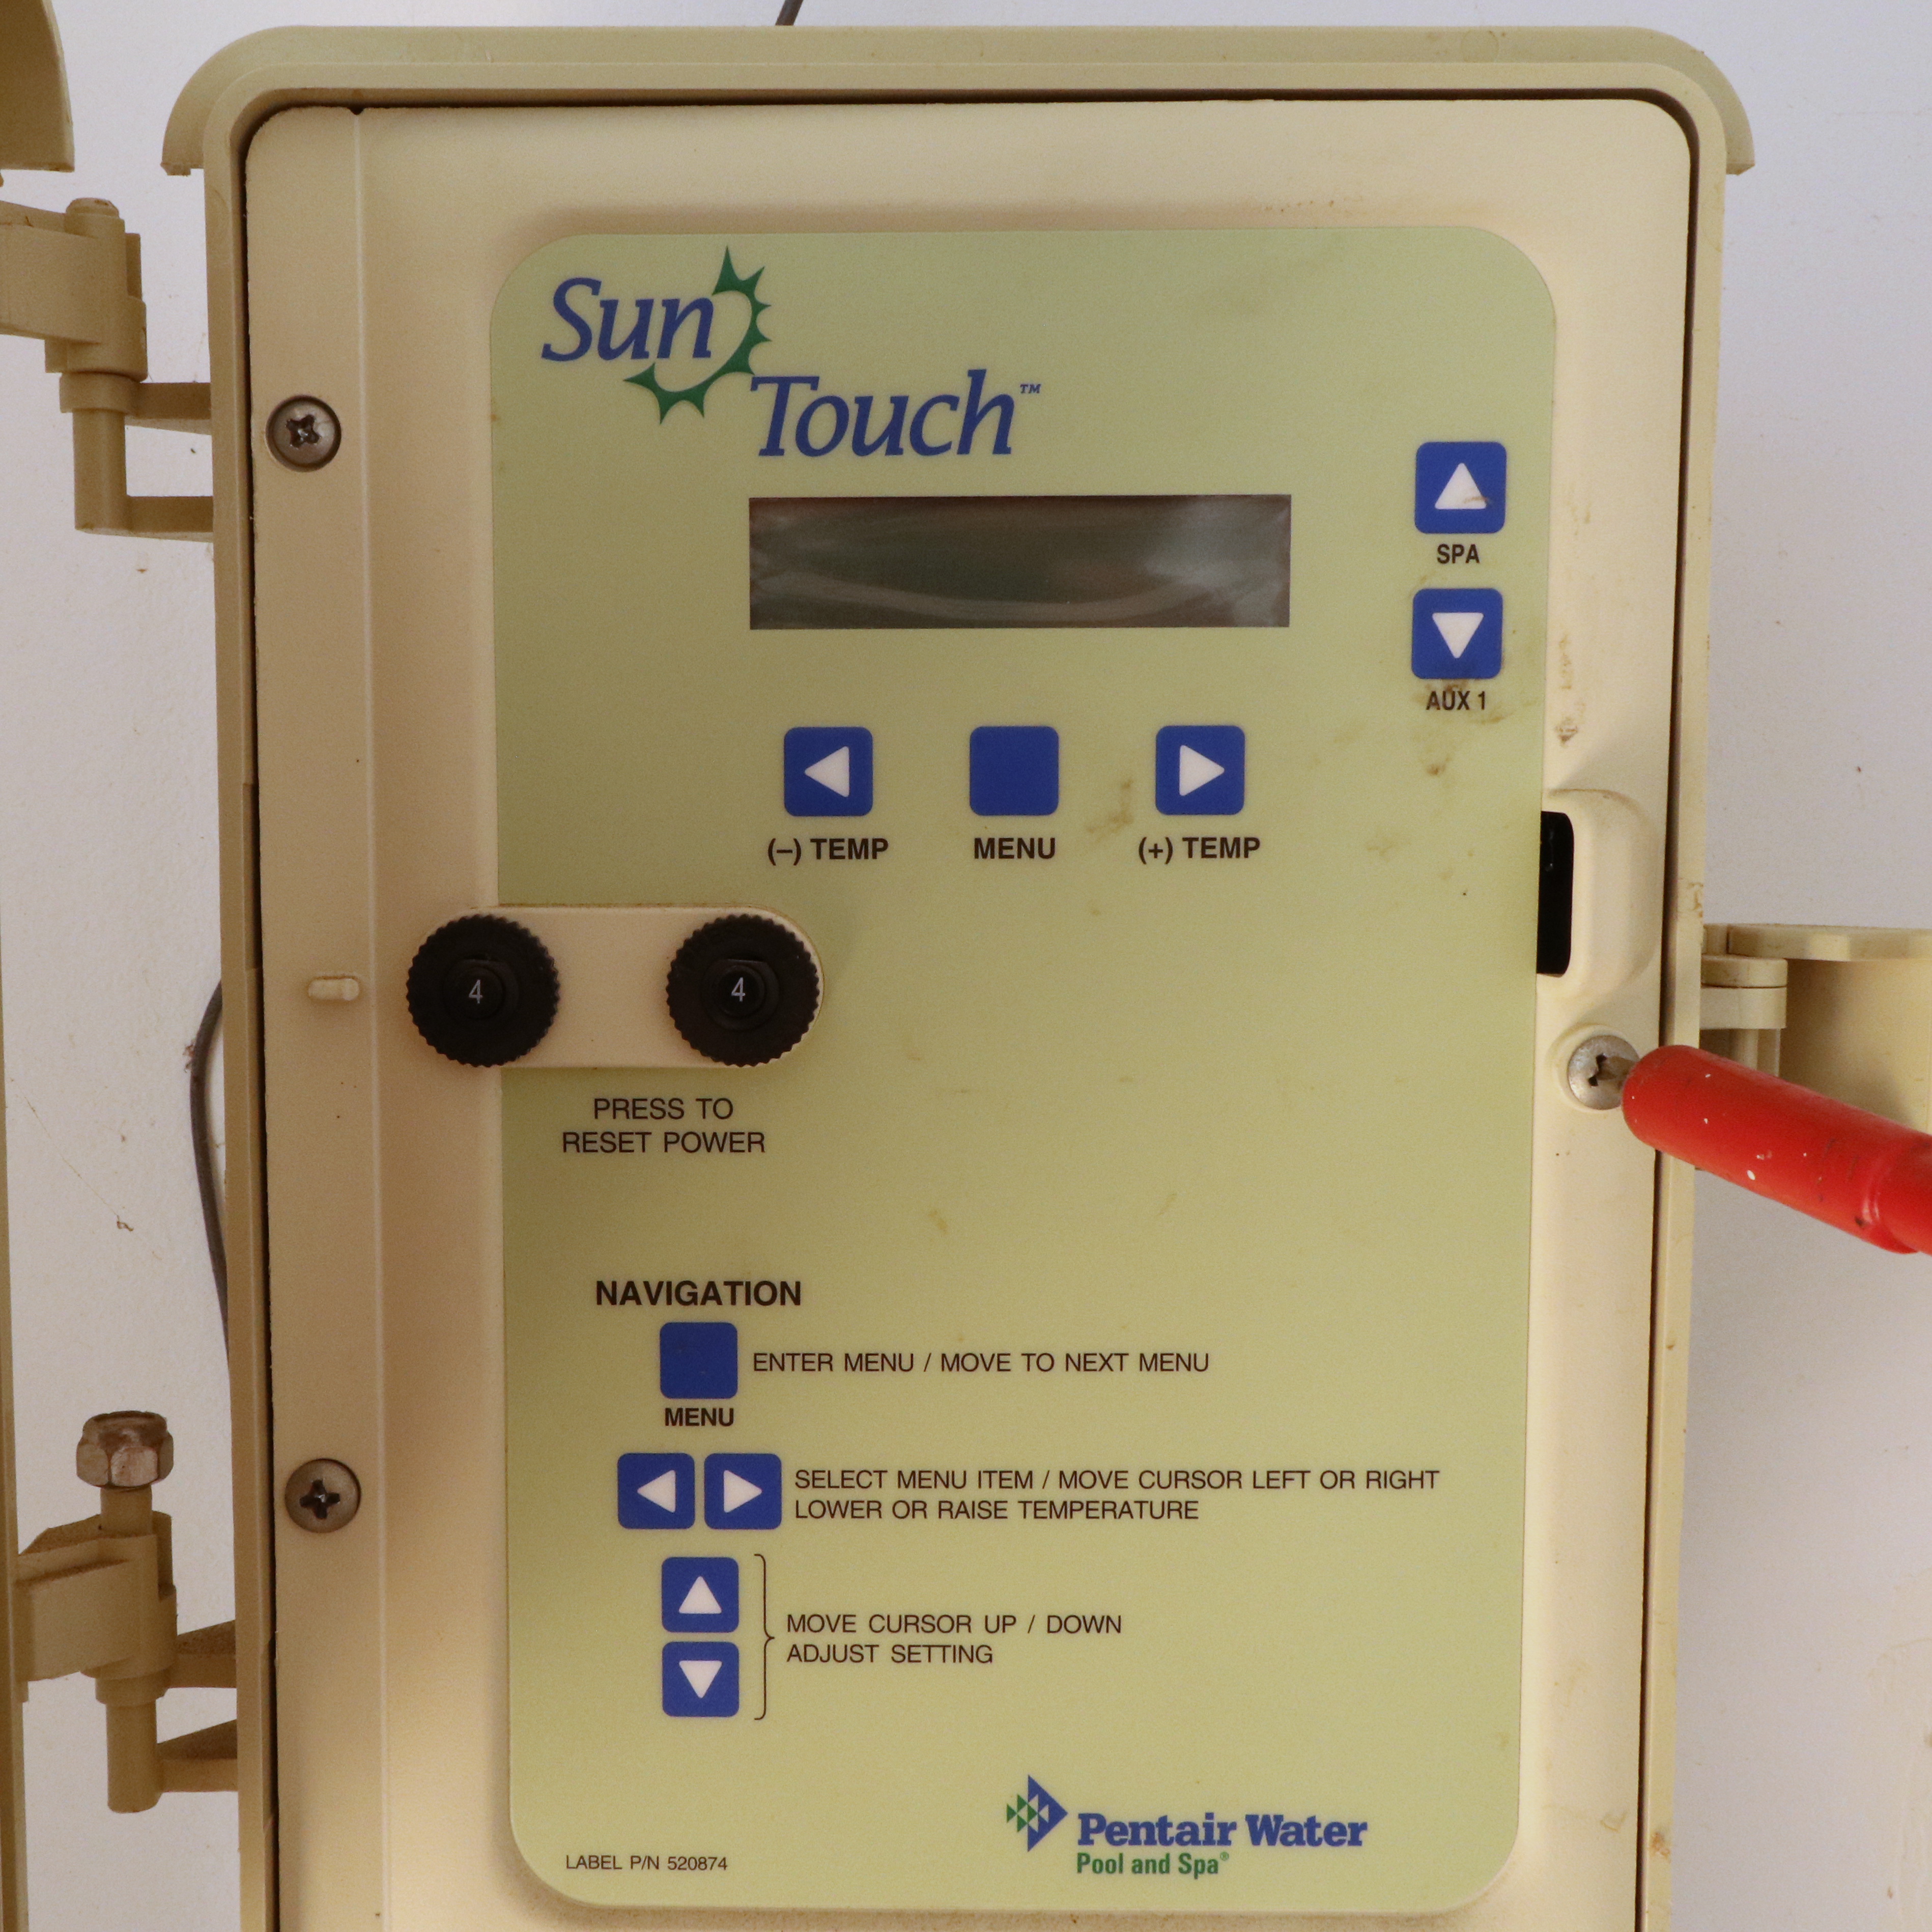 Sun
Touch™
SPA
AUX 1
(–) TEMP
MENU
(+) TEMP
4
4
PRESS TO
RESET POWER
NAVIGATION
ENTER MENU / MOVE TO NEXT MENU
MENU
SELECT MENU ITEM / MOVE CURSOR LEFT OR RIGHT
LOWER OR RAISE TEMPERATURE
MOVE CURSOR UP / DOWN
ADJUST SETTING
Pentair Water
Pool and Spa®
LABEL P/N 520874